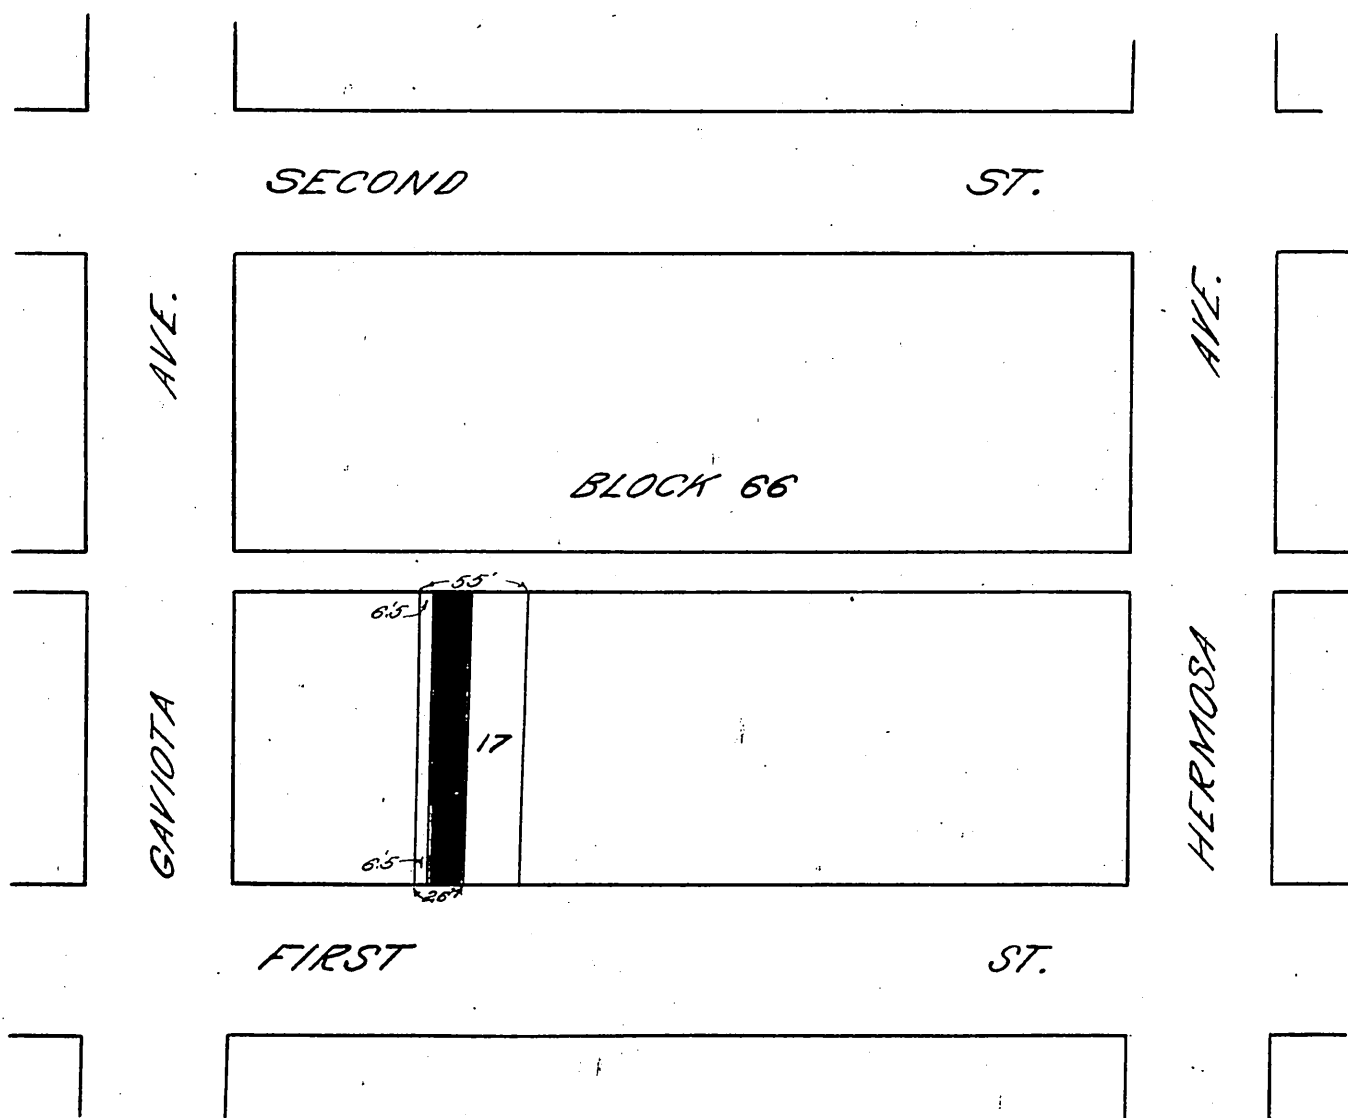 SECOND ST.
AVE.
AVE.
BLOCK 66
55'
6.5
17
GAVIOTA
HERMOSA
6.5
26'
FIRST ST.